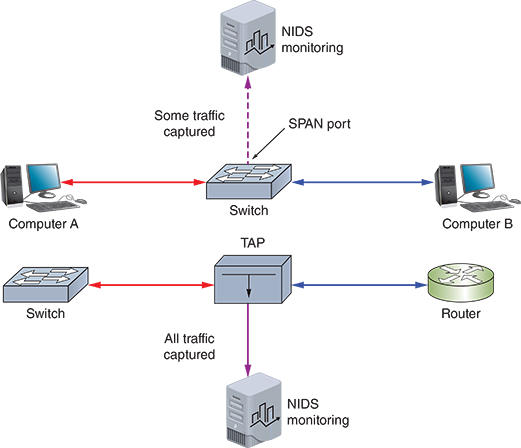 NIDS
monitoring
Some traffic
captured
SPAN port
Computer A
Switch
Computer B
TAP
Switch
Router
All traffic
captured
NIDS
monitoring